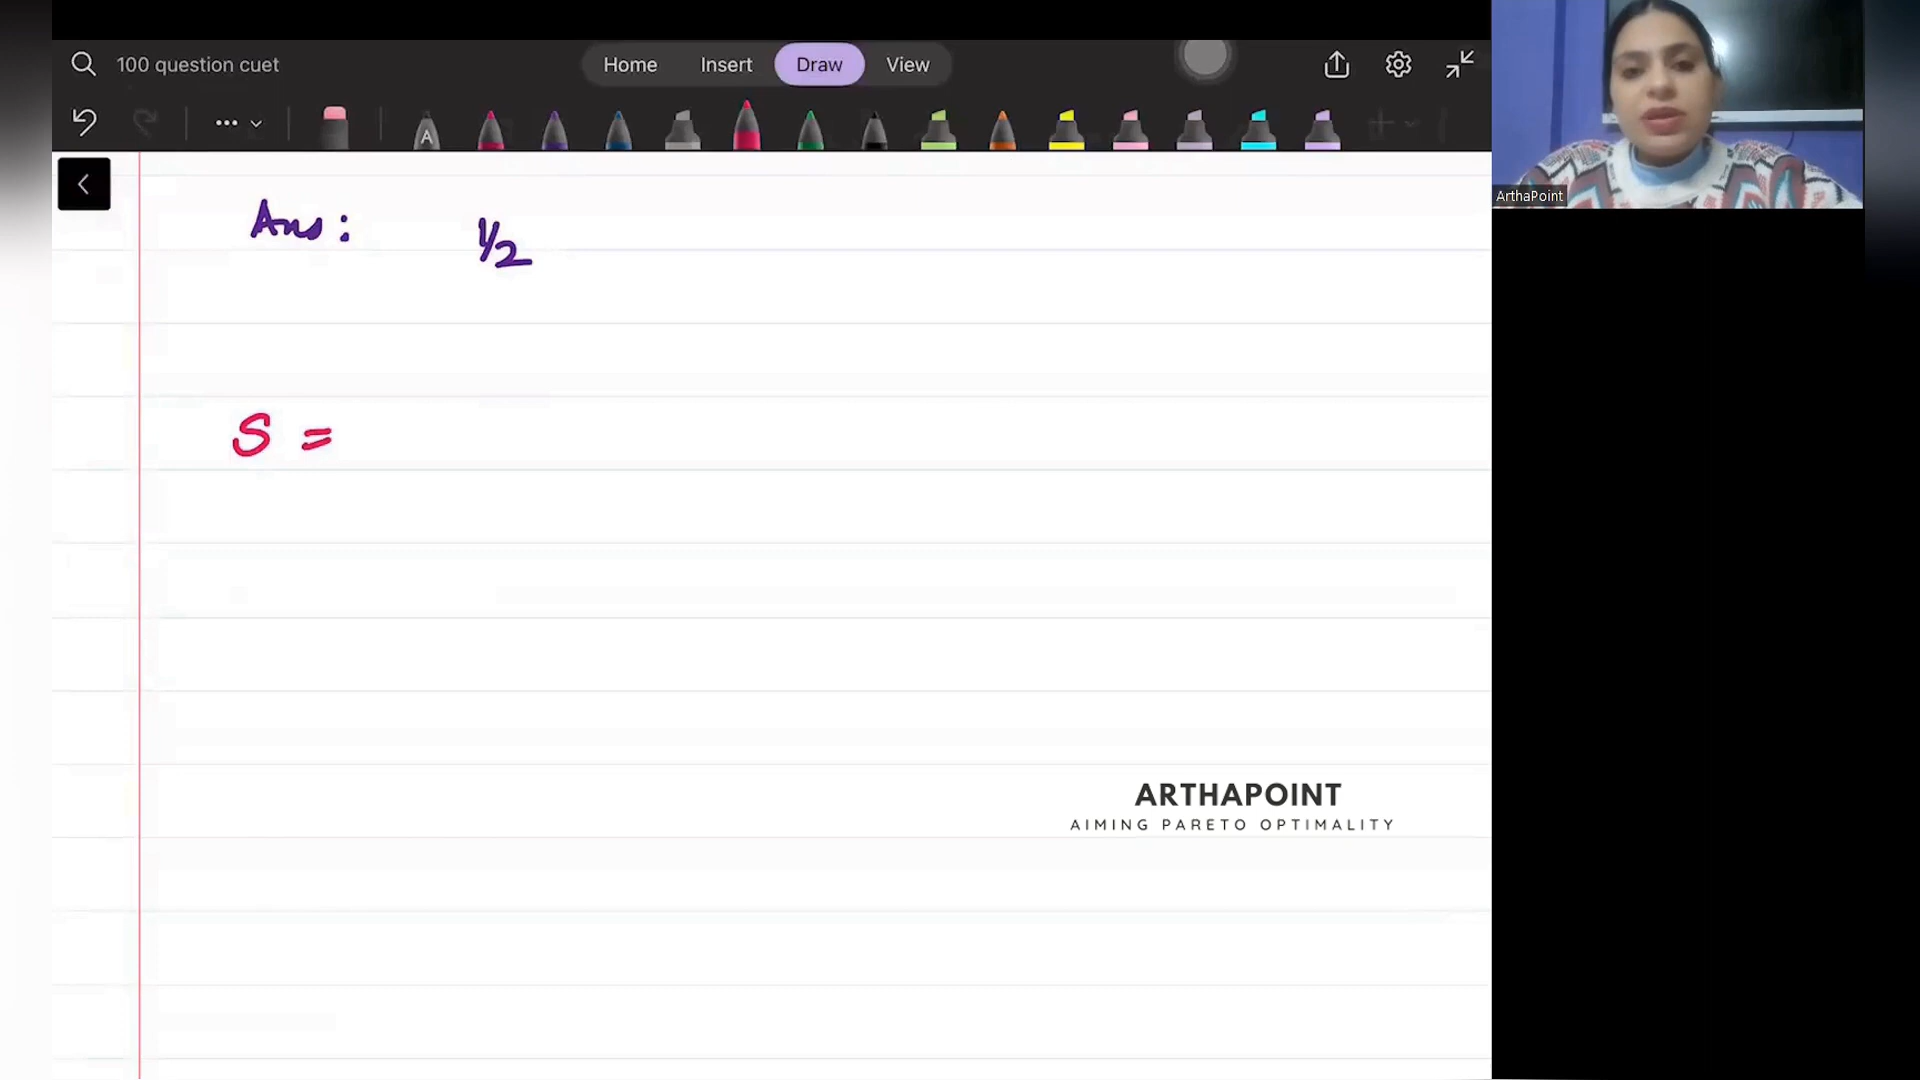 100 question cuet
Home Insert Draw View
A
ArthaPoint
Ans: 1/2
S =
ARTHAPOINT
AIMING PARETO OPTIMALITY